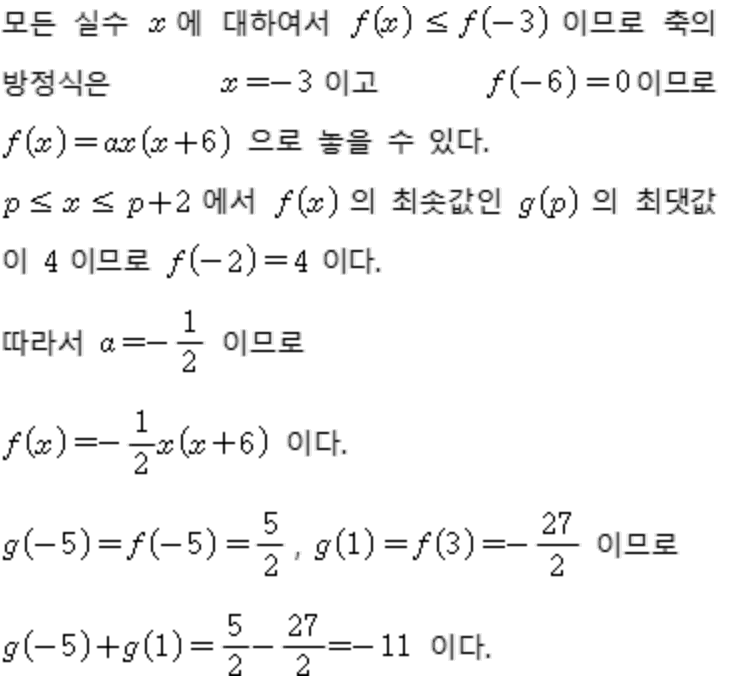 모든 실수 x 에 대하여서 f(x) ≤ f(−3) 이므로 축의
방정식은 x=−3 이고 f(−6)=0이므로
f(x)=ax(x+6) 으로 놓을 수 있다.
p ≤ x ≤ p+2 에서 f(x) 의 최솟값인 g(p) 의 최댓값
이 4 이므로 f(−2)=4 이다.
따라서 a=−1/2 이므로
f(x)=−1/2x(x+6) 이다.
g(−5)=f(−5)=5/2, g(1)=f(3)=−27/2 이므로
g(−5)+g(1)=5/2−27/2=−11 이다.